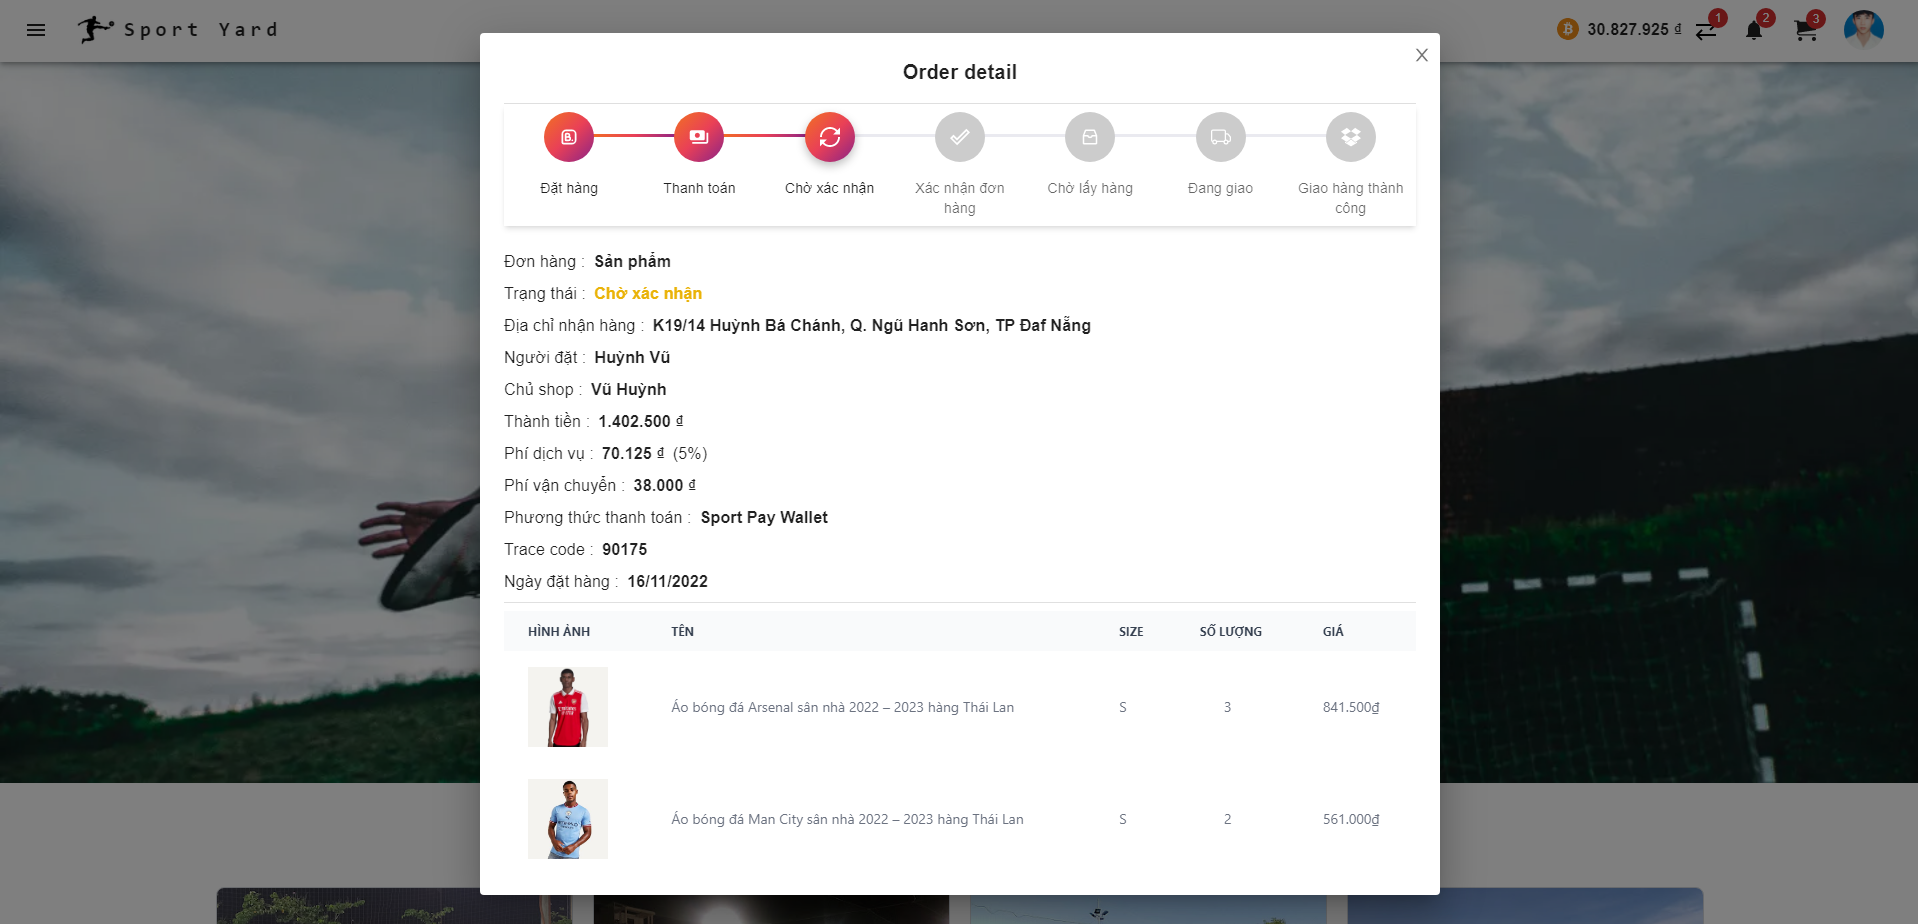 Sport Yard
30.827.925 ₫
1
2
3
Order detail
Đặt hàng
Thanh toán
Chờ xác nhận
Xác nhận đơn hàng
Chờ lấy hàng
Đang giao
Giao hàng thành công
Đơn hàng : Sản phẩm
Trạng thái : Chờ xác nhận
Địa chỉ nhận hàng : K19/14 Huỳnh Bá Chánh, Q. Ngũ Hanh Sơn, TP Đaf Nẵng
Người đặt : Huỳnh Vũ
Chủ shop : Vũ Huỳnh
Thành tiền : 1.402.500 ₫
Phí dịch vụ : 70.125 ₫ (5%)
Phí vận chuyển : 38.000 ₫
Phương thức thanh toán : Sport Pay Wallet
Trace code : 90175
Ngày đặt hàng : 16/11/2022
HÌNH ẢNH TÊN SIZE SỐ LƯỢNG GIÁ
Áo bóng đá Arsenal sân nhà 2022 – 2023 hàng Thái Lan S 3 841.500₫
Áo bóng đá Man City sân nhà 2022 – 2023 hàng Thái Lan S 2 561.000₫